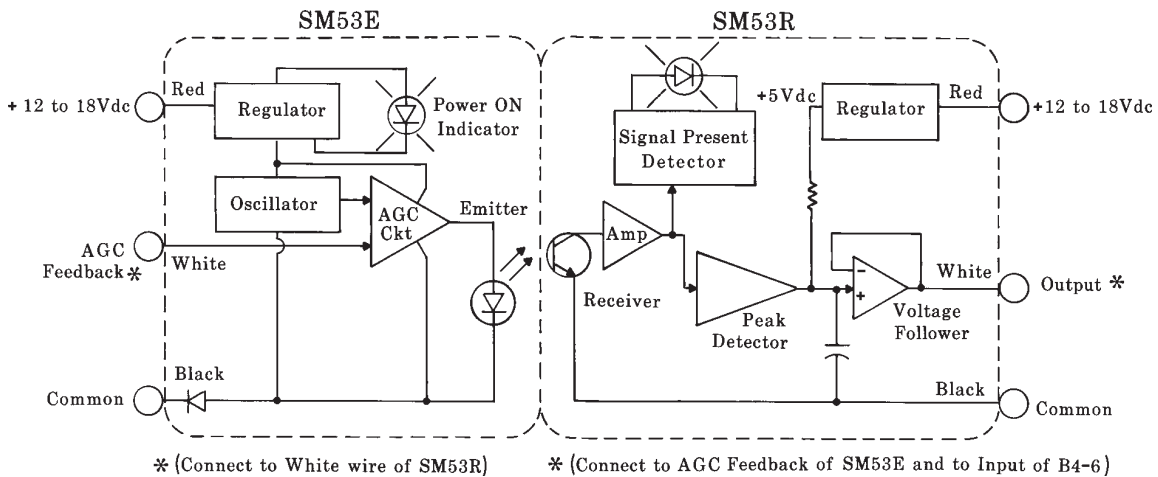 SM53E
SM53R
Red
+ 12 to 18Vdc
Regulator
Power ON
Indicator
Oscillator
AGC
Ckt
Emitter
AGC
Feedback*
White
Black
Common
+5Vdc
Regulator
Red
+12 to 18Vdc
Signal Present
Detector
Amp
Receiver
Peak
Detector
-
+
White
Output *
Voltage
Follower
Black
Common
* (Connect to White wire of SM53R)
* (Connect to AGC Feedback of SM53E and to Input of B4-6)